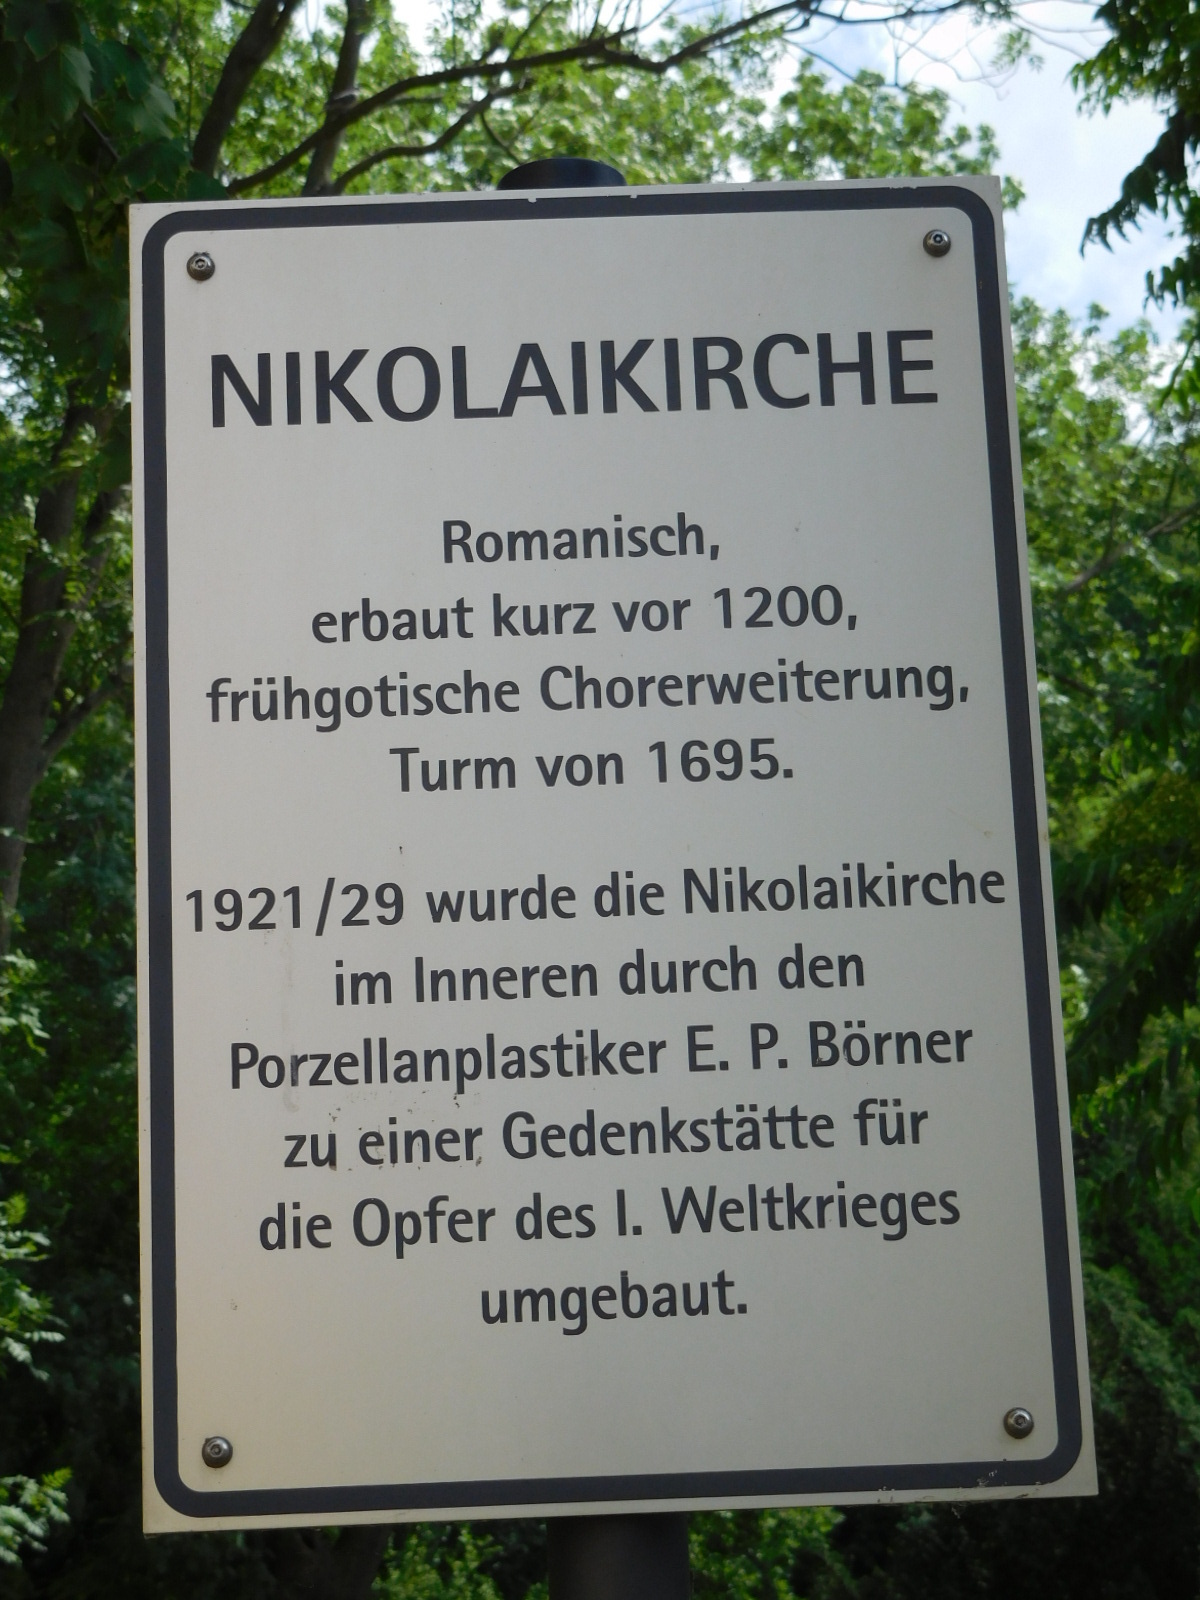 NIKOLAIKIRCHE
Romanisch,
erbaut kurz vor 1200,
frühgotische Chorerweiterung,
Turm von 1695.
1921/29 wurde die Nikolaikirche
im Inneren durch den
Porzellanplastiker E. P. Börner
zu einer Gedenkstätte für
die Opfer des I. Weltkrieges
umgebaut.